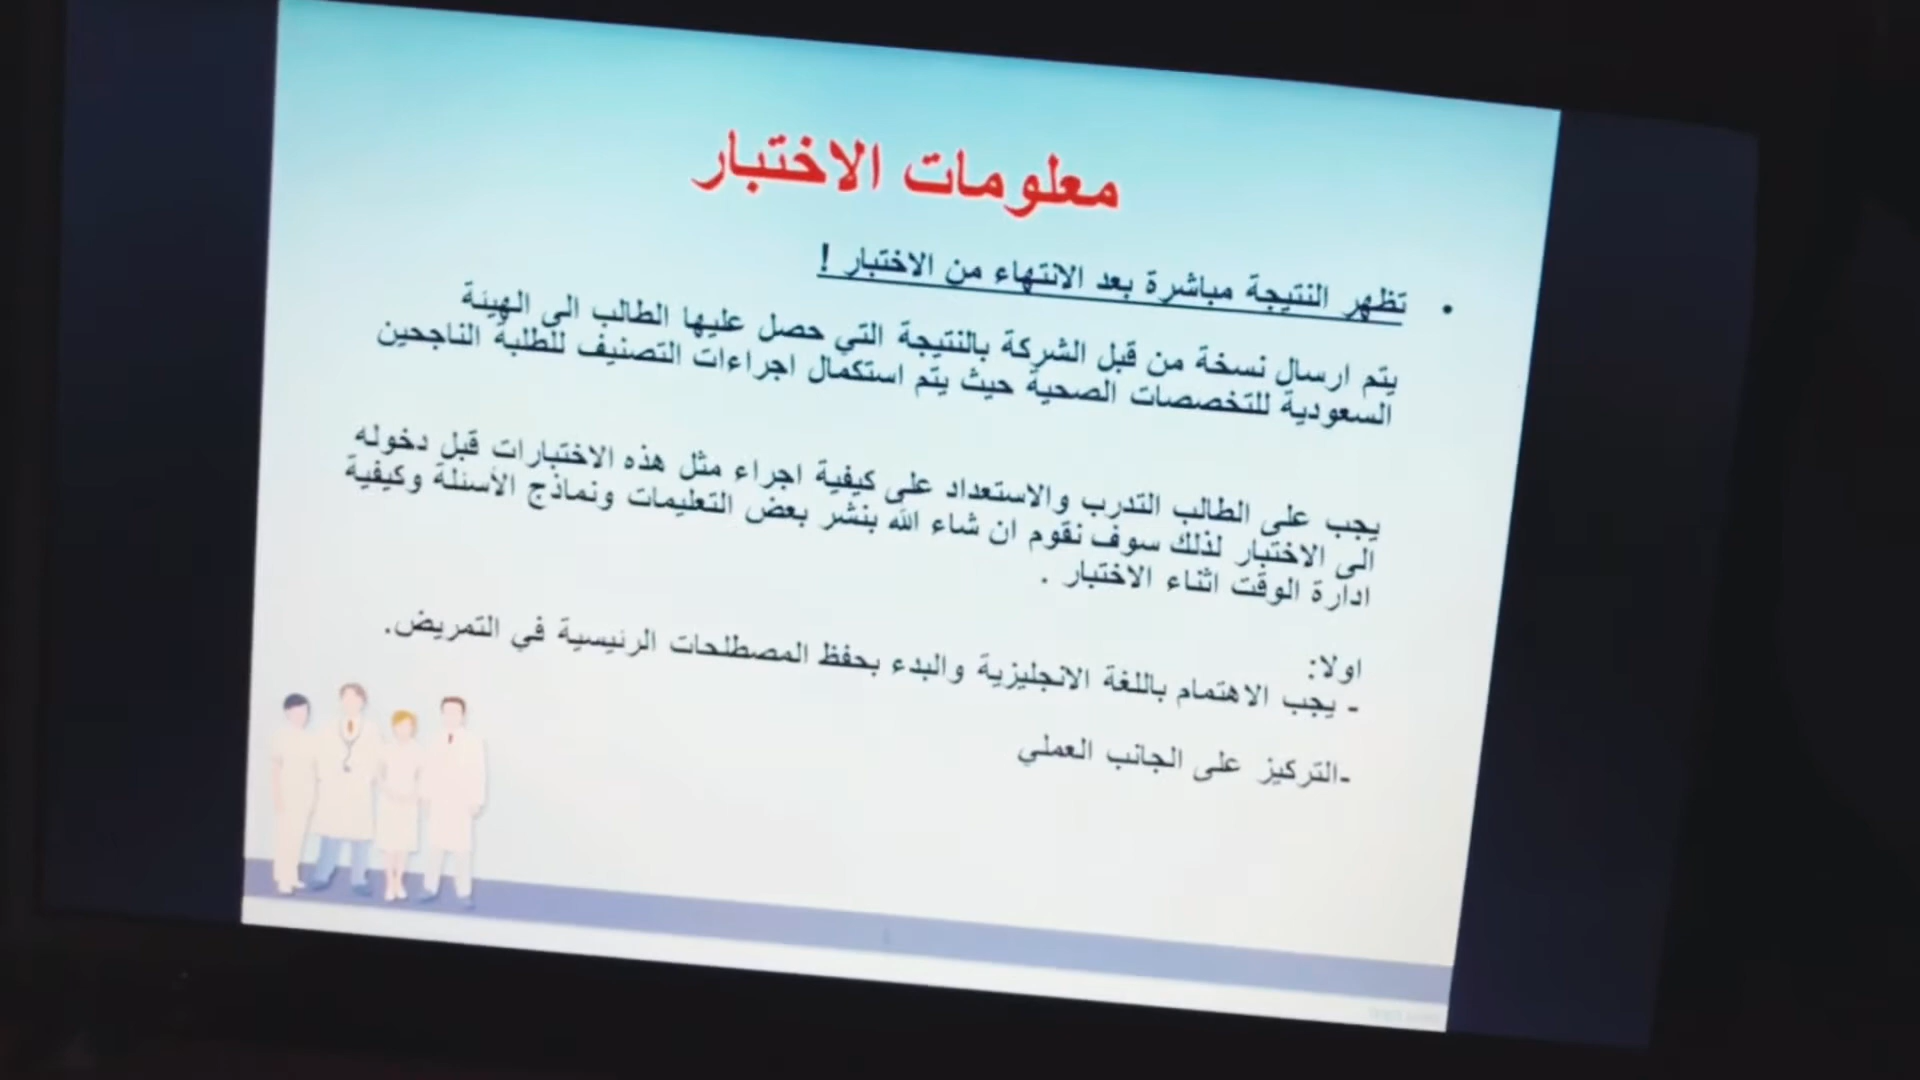 معلومات الاختبار
• تظهر النتيجة مباشرة بعد الانتهاء من الاختبار !
يتم ارسال نسخة من قبل الشركة بالنتيجة التي حصل عليها الطالب الى الهيئة
السعودية للتخصصات الصحية حيث يتم استكمال اجراءات التصنيف للطلبة الناجحين
يجب على الطالب التدرب والاستعداد على كيفية اجراء مثل هذه الاختبارات قبل دخوله
الى الاختبار لذلك سوف نقوم ان شاء الله بنشر بعض التعليمات ونماذج الأسئلة وكيفية
ادارة الوقت اثناء الاختبار .
اولا:
- يجب الاهتمام باللغة الانجليزية والبدء بحفظ المصطلحات الرئيسية في التمريض.
-التركيز على الجانب العملي